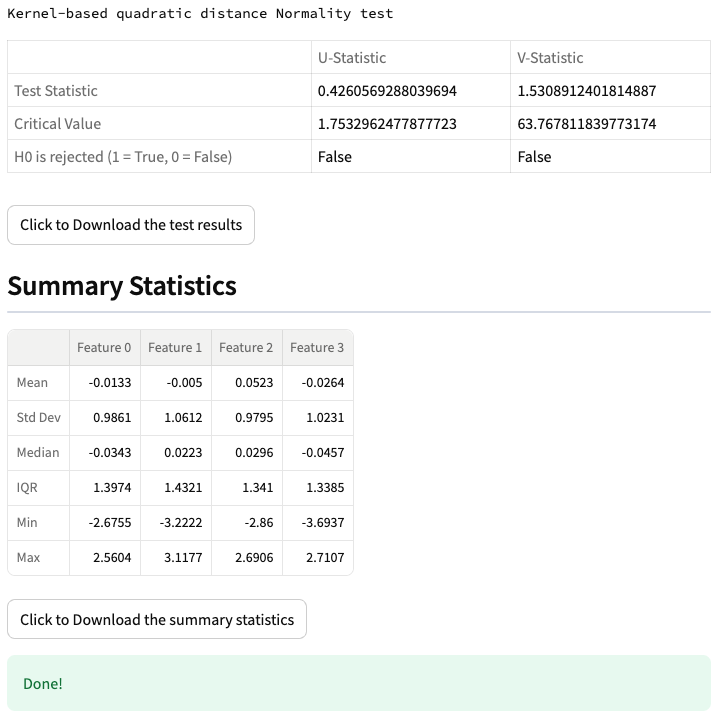 Kernel-based quadratic distance Normality test
U-Statistic V-Statistic
Test Statistic 0.4260569288039694 1.5308912401814887
Critical Value 1.7532962477877723 63.767811839773174
H0 is rejected (1 = True, 0 = False) False False
Click to Download the test results
Summary Statistics
Feature 0 Feature 1 Feature 2 Feature 3
Mean -0.0133 -0.005 0.0523 -0.0264
Std Dev 0.9861 1.0612 0.9795 1.0231
Median -0.0343 0.0223 0.0296 -0.0457
IQR 1.3974 1.4321 1.341 1.3385
Min -2.6755 -3.2222 -2.86 -3.6937
Max 2.5604 3.1177 2.6906 2.7107
Click to Download the summary statistics
Done!